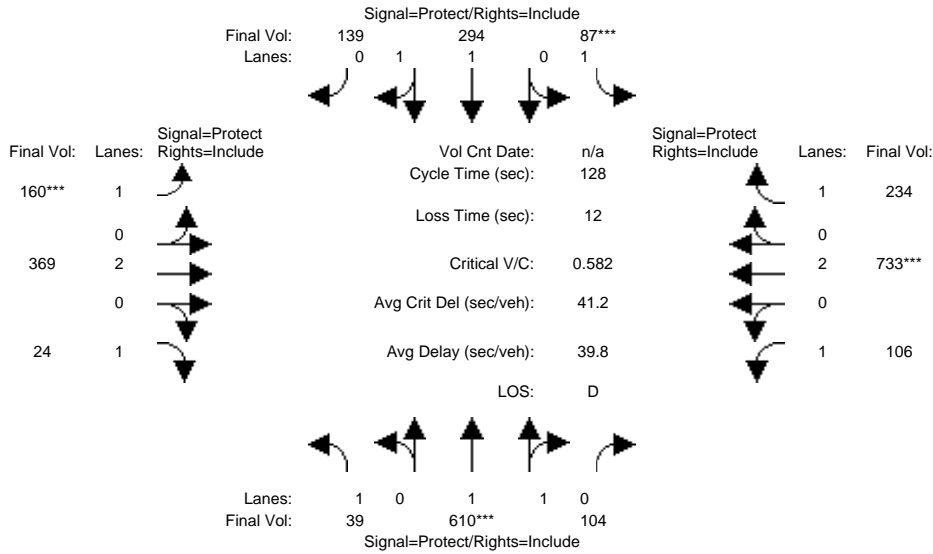 Signal=Protect/Rights=Include
Final Vol: 139 294 87***
Lanes: 0 1 1 0 1
Signal=Protect Signal=Protect
Final Vol: Lanes: Rights=Include Vol Cnt Date: n/a Rights=Include Lanes: Final Vol:
Cycle Time (sec): 128
160*** 1 1 234
Loss Time (sec): 12
0 0
369 2 Critical V/C: 0.582 2 733***
0 Avg Crit Del (sec/veh): 41.2 0
24 1 Avg Delay (sec/veh): 39.8 1 106
LOS: D
Lanes: 1 0 1 1 0
Final Vol: 39 610*** 104
Signal=Protect/Rights=Include